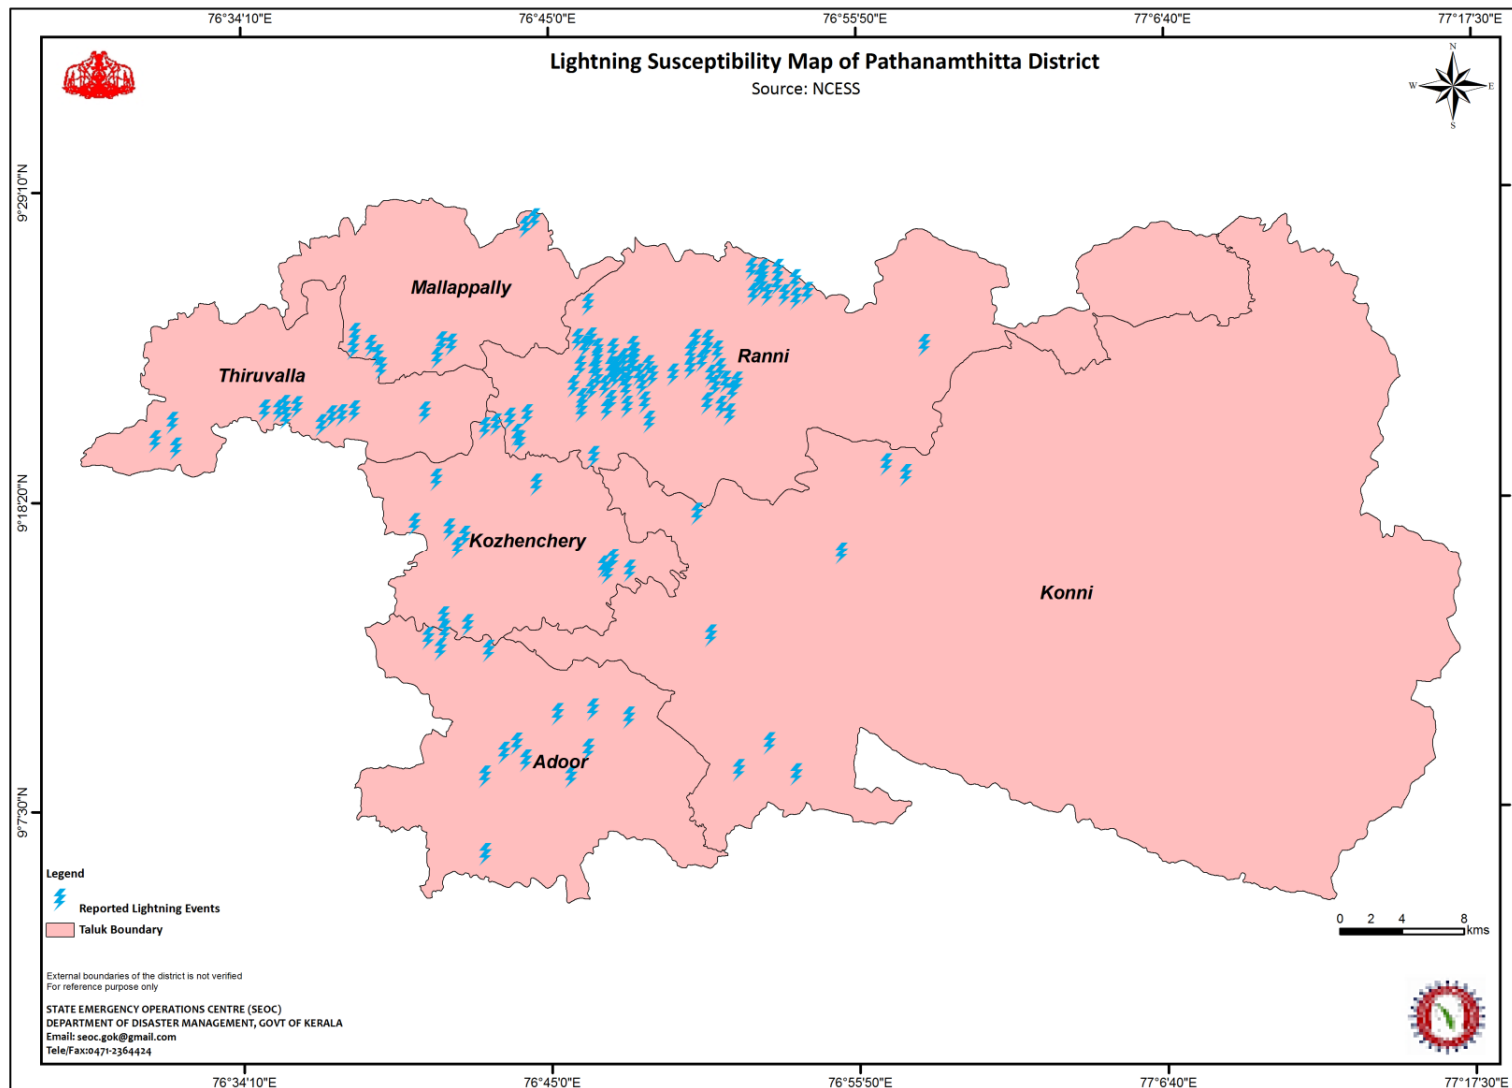 76°34'10"E 76°45'0"E 76°55'50"E 77°6'40"E 77°17'30"E
Lightning Susceptibility Map of Pathanamthitta District
Source: NCESS
N
W E
S
9°29'10"N
Mallappally
Ranni
Thiruvalla
9°18'20"N
Kozhenchery
Konni
Adoor
9°7'30"N
Legend
Reported Lightning Events
Taluk Boundary
0 2 4 8
kms
External boundaries of the district is not verified
For reference purpose only
STATE EMERGENCY OPERATIONS CENTRE (SEOC)
DEPARTMENT OF DISASTER MANAGEMENT, GOVT OF KERALA
Email: seoc.gok@gmail.com
Tele/Fax:0471-2364424
76°34'10"E 76°45'0"E 76°55'50"E 77°6'40"E 77°17'30"E